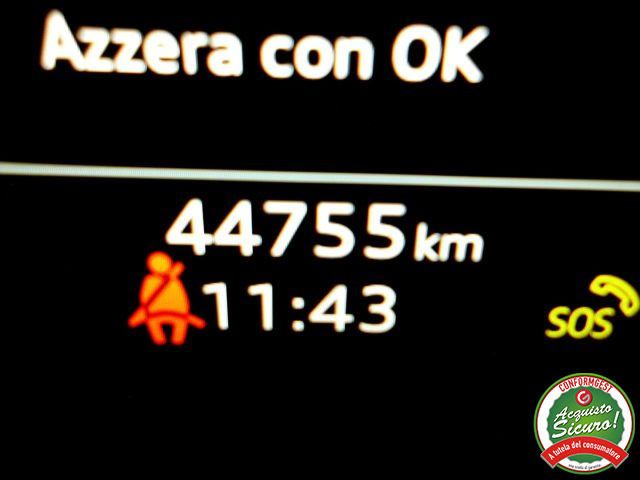 Azzera con OK
44755 km
11:43
SOS
CONFORMGEST
Acquisto
Sicuro!
A tutela del consumatore